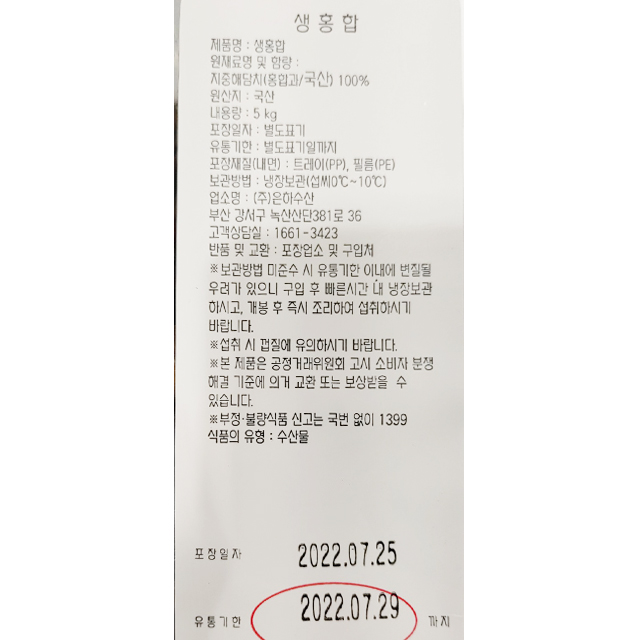 생홍합
제품명 : 생홍합
원재료명 및 함량 :
지중해담치(홍합과/국산) 100%
원산지 : 국산
내용량 : 5 kg
포장일자 : 별도표기
유통기한 : 별도표기일까지
포장재질(내면) : 트레이(PP), 필름(PE)
보관방법 : 냉장보관(섭씨0℃~10℃)
업소명 : (주)은하수산
부산 강서구 녹산산단381로 36
고객상담실 : 1661-3423
반품 및 교환 : 포장업소 및 구입처
※보관방법 미준수 시 유통기한 이내에 변질될
우려가 있으니 구입 후 빠른시간 내 냉장보관
하시고, 개봉 후 즉시 조리하여 섭취하시기
바랍니다.
※섭취 시 껍질에 유의하시기 바랍니다.
※본 제품은 공정거래위원회 고시 소비자 분쟁
해결 기준에 의거 교환 또는 보상받을 수
있습니다.
※부정·불량식품 신고는 국번 없이 1399
식품의 유형 : 수산물
포장일자 2022.07.25
유통기한 2022.07.29 까지